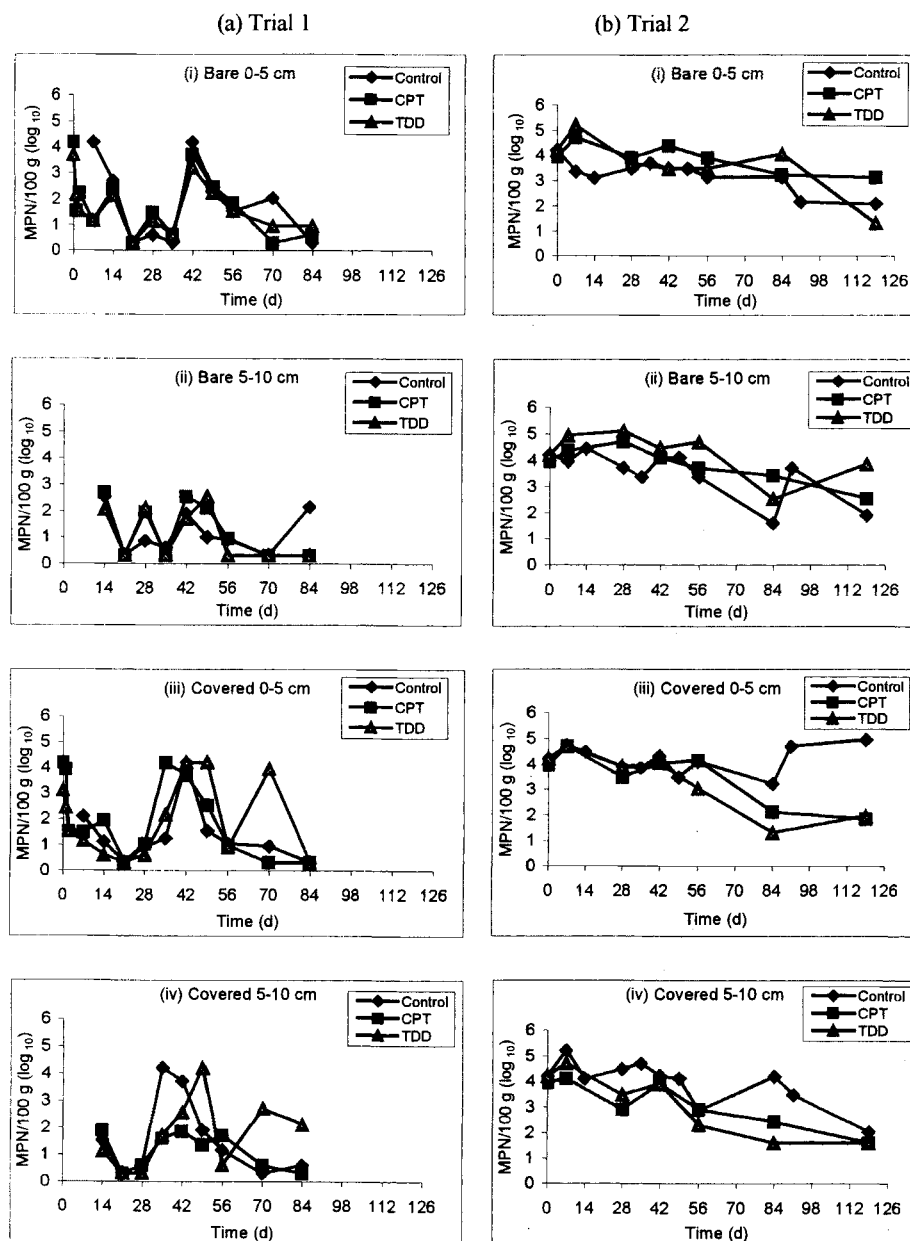 (a) Trial 1
(b) Trial 2
(i) Bare 0-5 cm
Control
CPT
TDD
MPN/100 g (log 10)
6
5
4
3
2
1
0
0 14 28 42 56 70 84 98 112 126
Time (d)
(i) Bare 0-5 cm
Control
CPT
TDD
MPN/100 g (log 10)
6
5
4
3
2
1
0
0 14 28 42 56 70 84 98 112 126
Time (d)
(ii) Bare 5-10 cm
Control
CPT
TDD
MPN/100 g (log 10)
6
5
4
3
2
1
0
0 14 28 42 56 70 84 98 112 126
Time (d)
(ii) Bare 5-10 cm
Control
CPT
TDD
MPN/100 g (log 10)
6
5
4
3
2
1
0
0 14 28 42 56 70 84 98 112 126
Time (d)
(iii) Covered 0-5 cm
Control
CPT
TDD
MPN/100 g (log 10)
6
5
4
3
2
1
0
0 14 28 42 56 70 84 98 112 126
Time (d)
(iii) Covered 0-5 cm
Control
CPT
TDD
MPN/100 g (log 10)
6
5
4
3
2
1
0
0 14 28 42 56 70 84 98 112 126
Time (d)
(iv) Covered 5-10 cm
Control
CPT
TDD
MPN/100 g (log 10)
6
5
4
3
2
1
0
0 14 28 42 56 70 84 98 112 126
Time (d)
(iv) Covered 5-10 cm
Control
CPT
TDD
MPN/100 g (log 10)
6
5
4
3
2
1
0
0 14 28 42 56 70 84 98 112 126
Time (d)